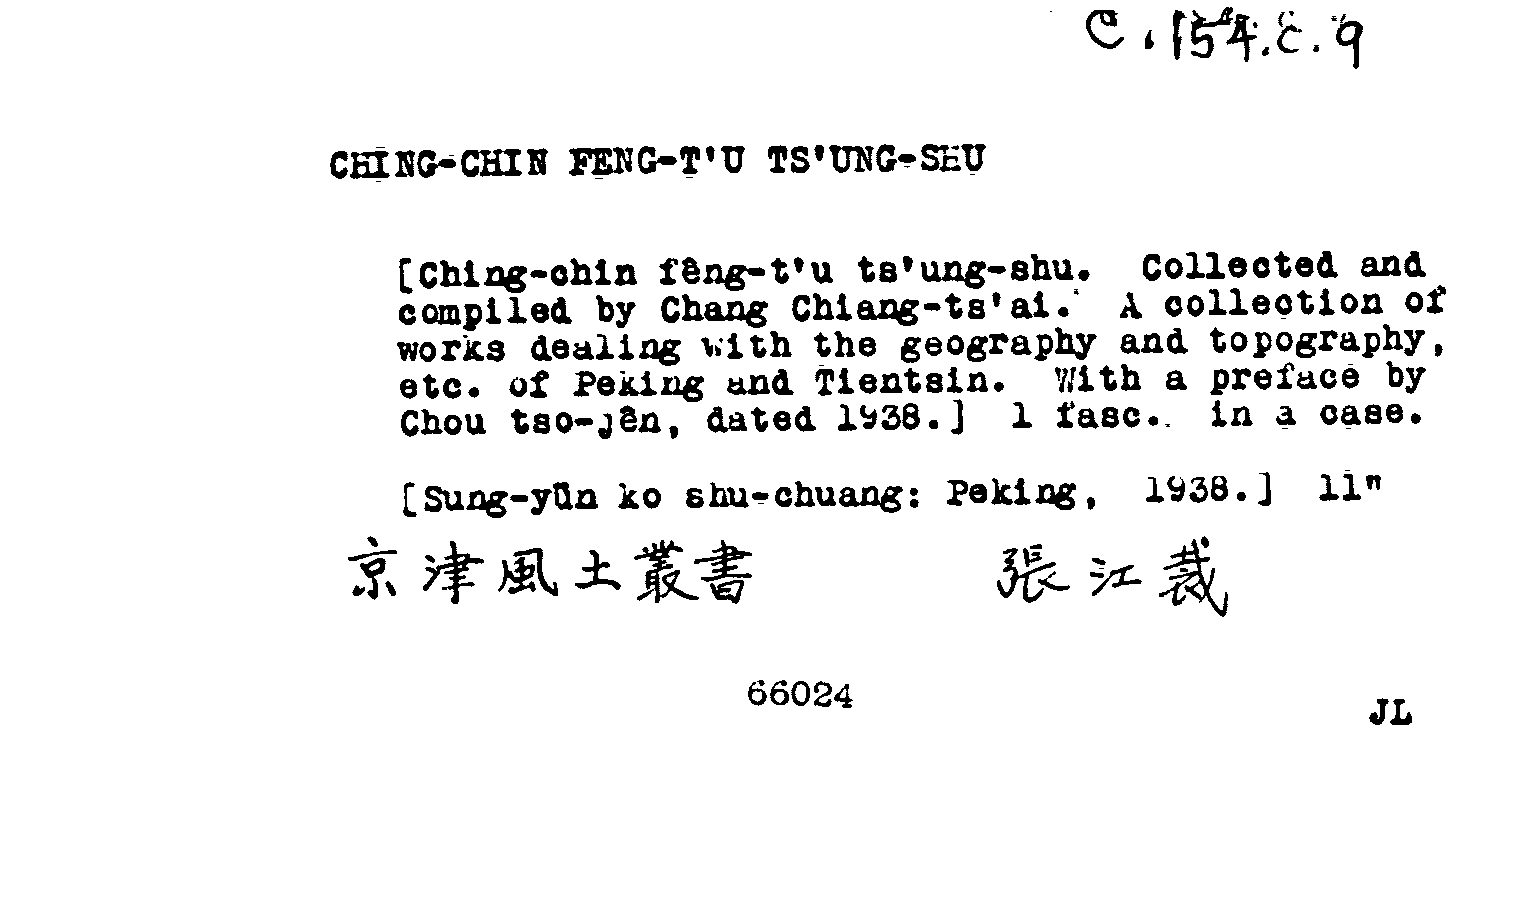 C.154.c.9
CHING-CHIN FENG-T'U TS'UNG-SHU
[Ching-chin fêng-t'u ts'ung-shu. Collected and
compiled by Chang Chiang-ts'ai. A collection of
works dealing with the geography and topography,
etc. of Peking and Tientsin. With a preface by
Chou tso-jên, dated 1938.] 1 fasc. in a case.
[Sung-yün ko shu-chuang: Peking, 1938.] 11"
京津風土叢書 張江裁
66024
JL